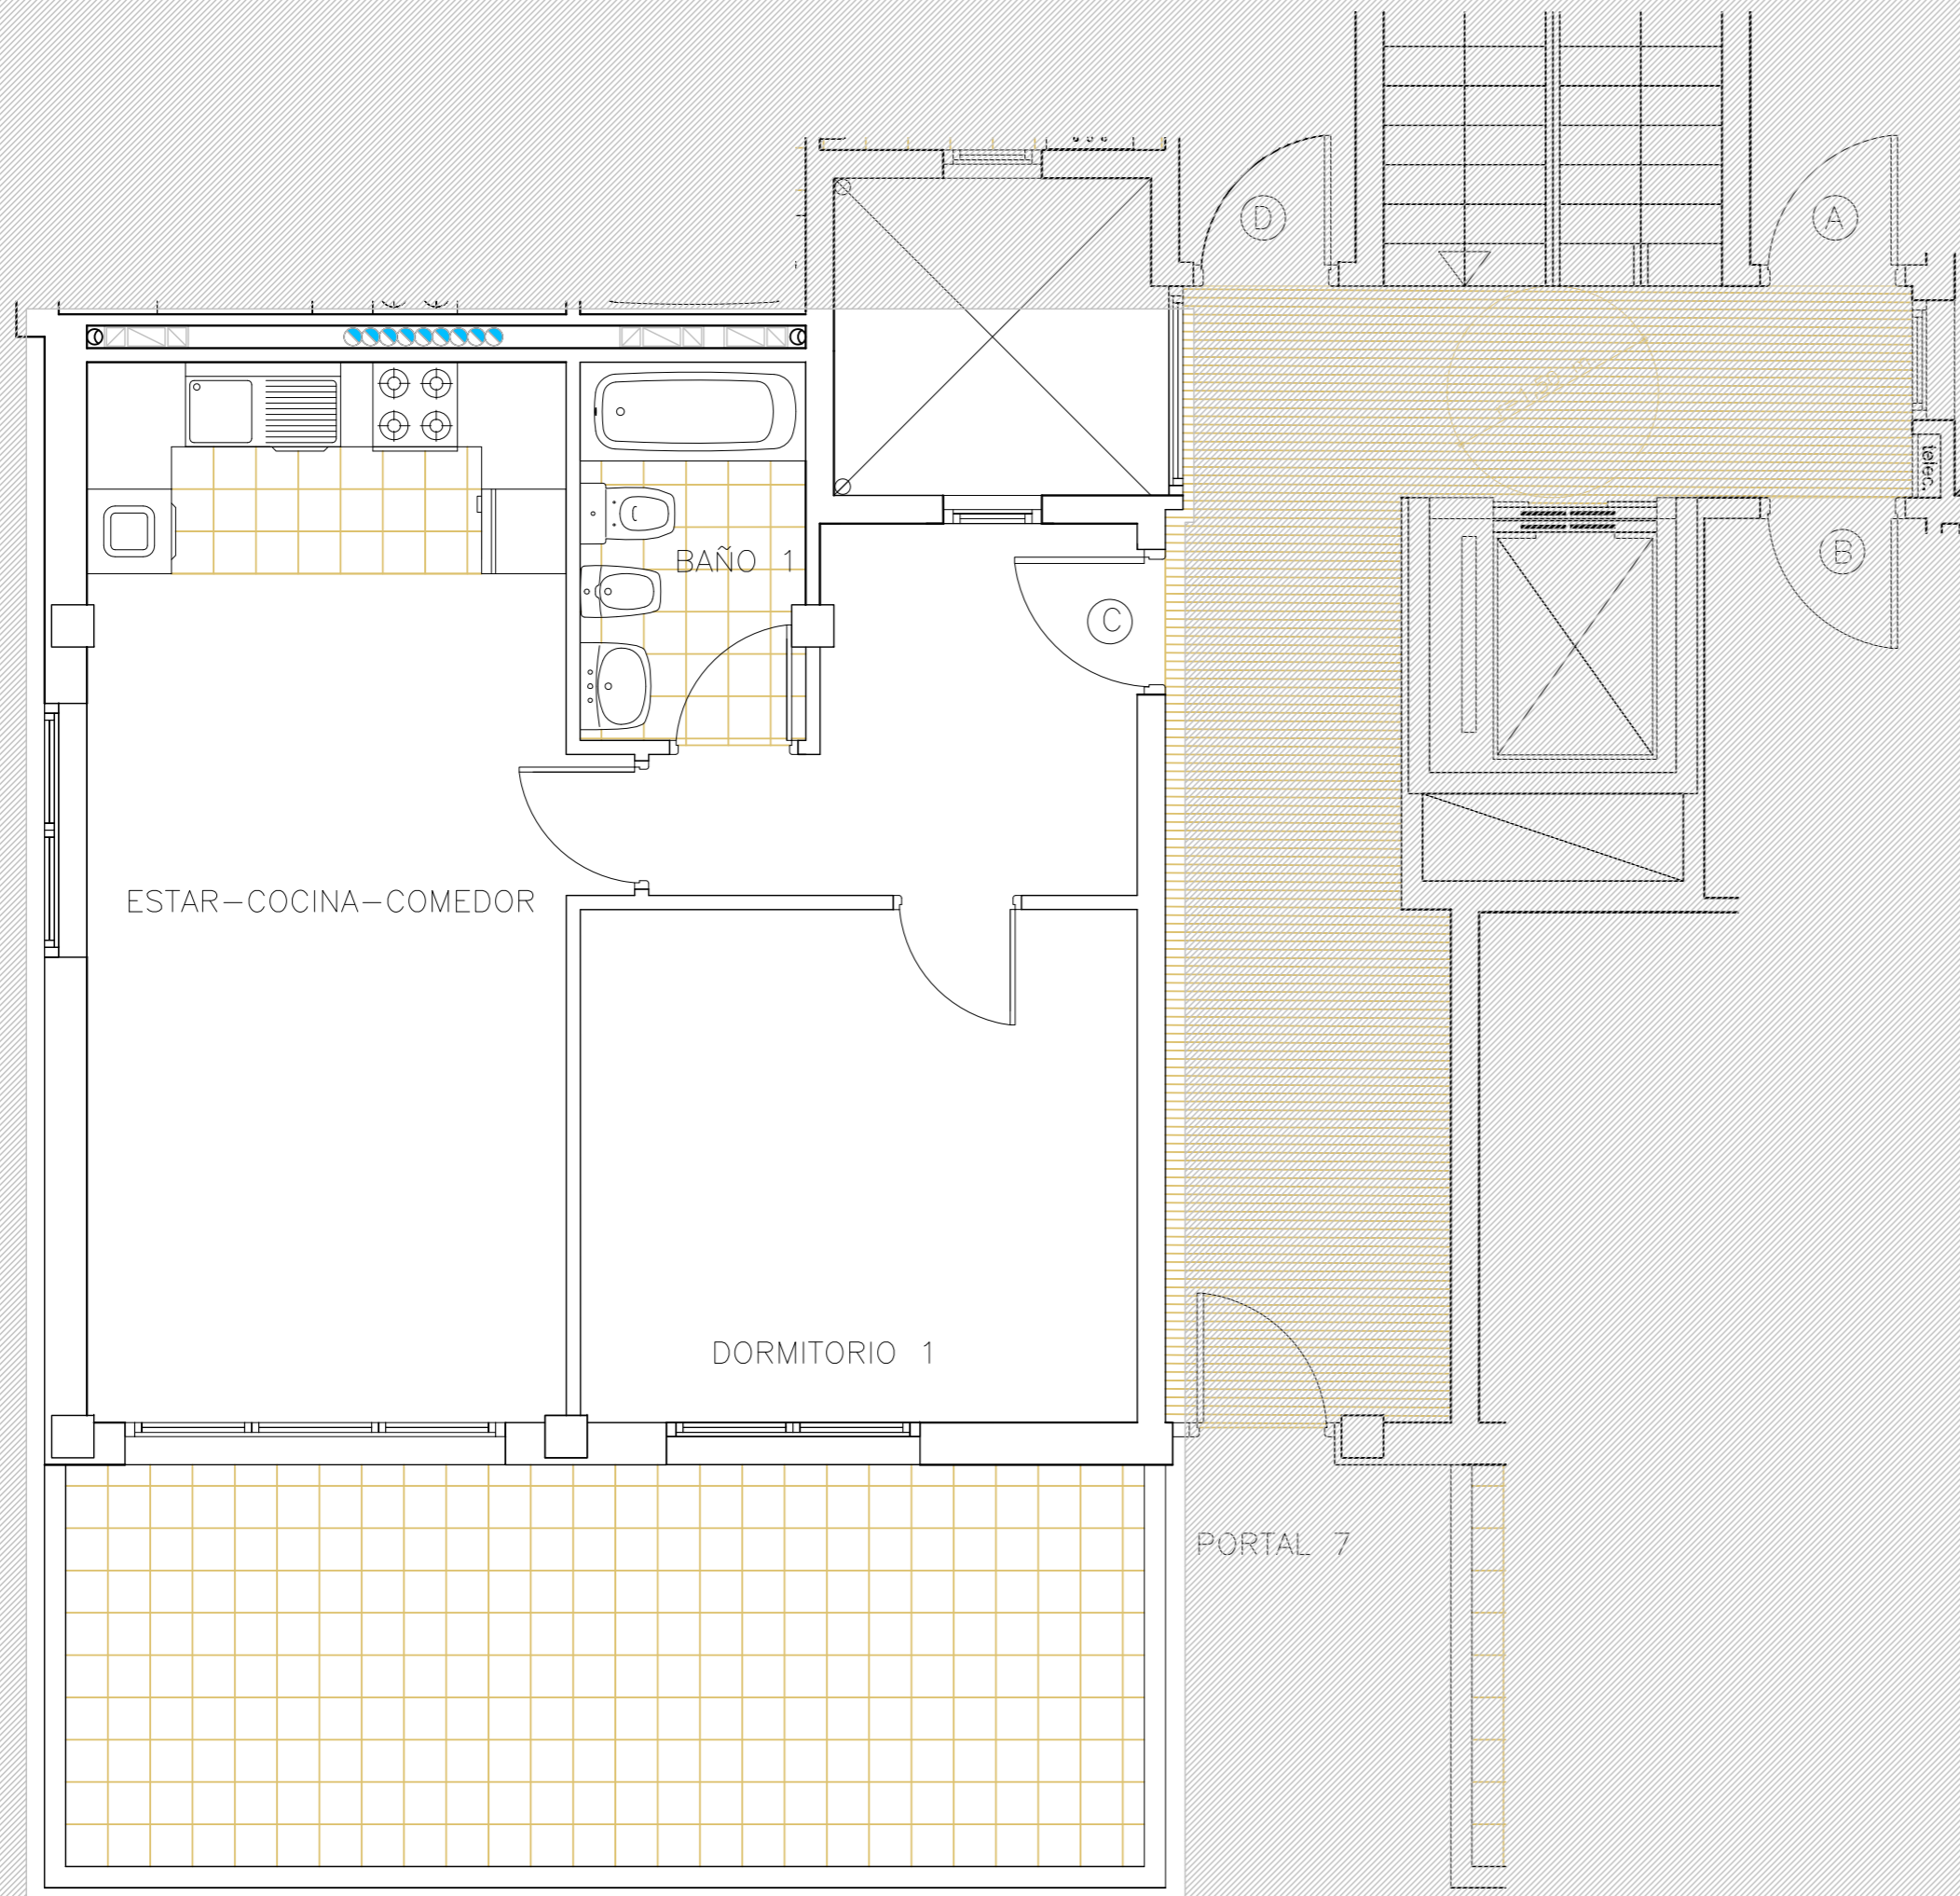 D
A
telec.
B
BAÑO 1
C
ESTAR-COCINA-COMEDOR
DORMITORIO 1
PORTAL 7